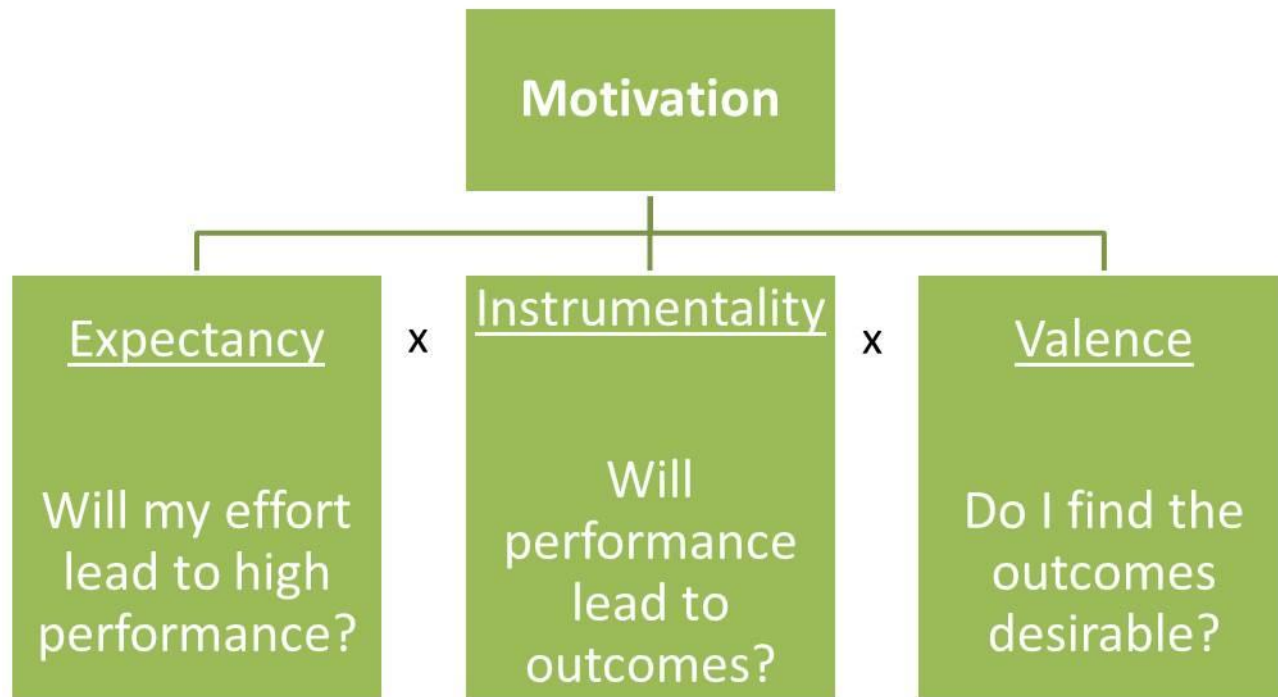 Motivation
Expectancy
x
Instrumentality
x
Valence
Will my effort
lead to high
performance?
Will
performance
lead to
outcomes?
Do I find the
outcomes
desirable?